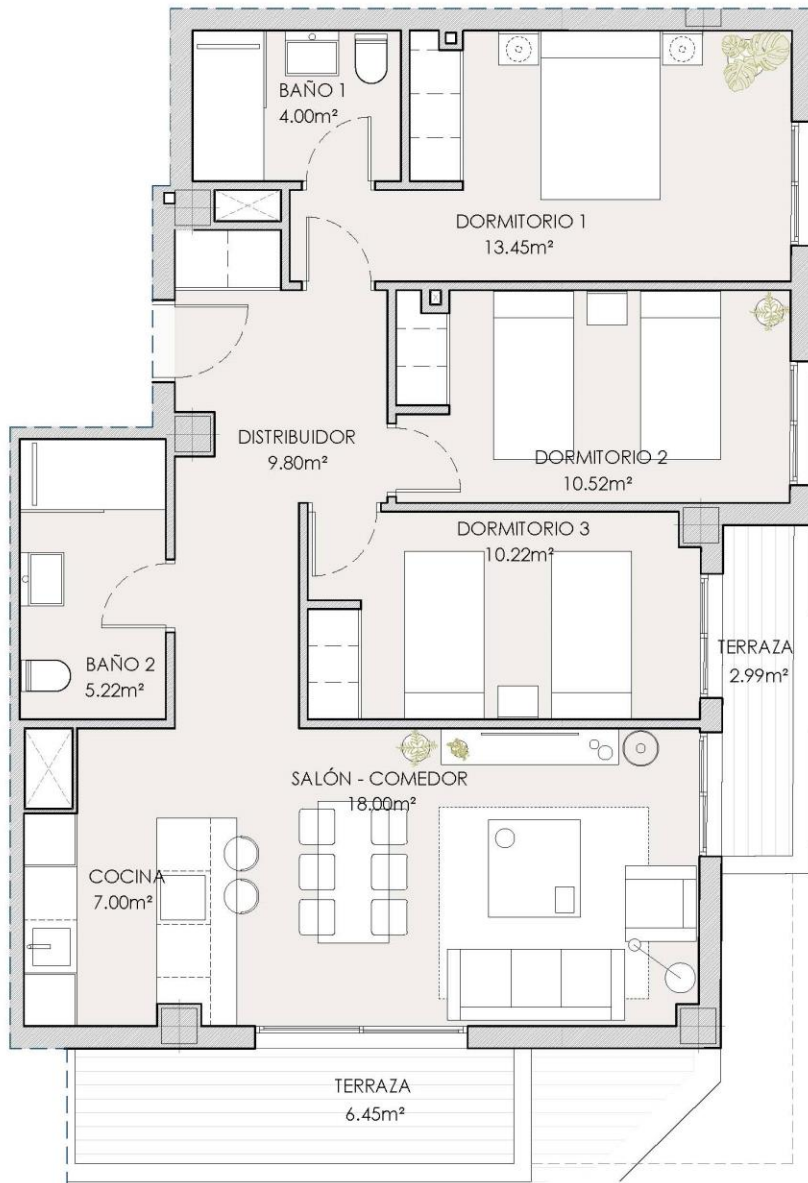 BAÑO 1
4.00m²
DORMITORIO 1
13.45m²
DISTRIBUIDOR
9.80m²
DORMITORIO 2
10.52m²
DORMITORIO 3
10.22m²
BAÑO 2
5.22m²
TERRAZA
2.99m²
SALÓN - COMEDOR
18.00m²
COCINA
7.00m²
TERRAZA
6.45m²